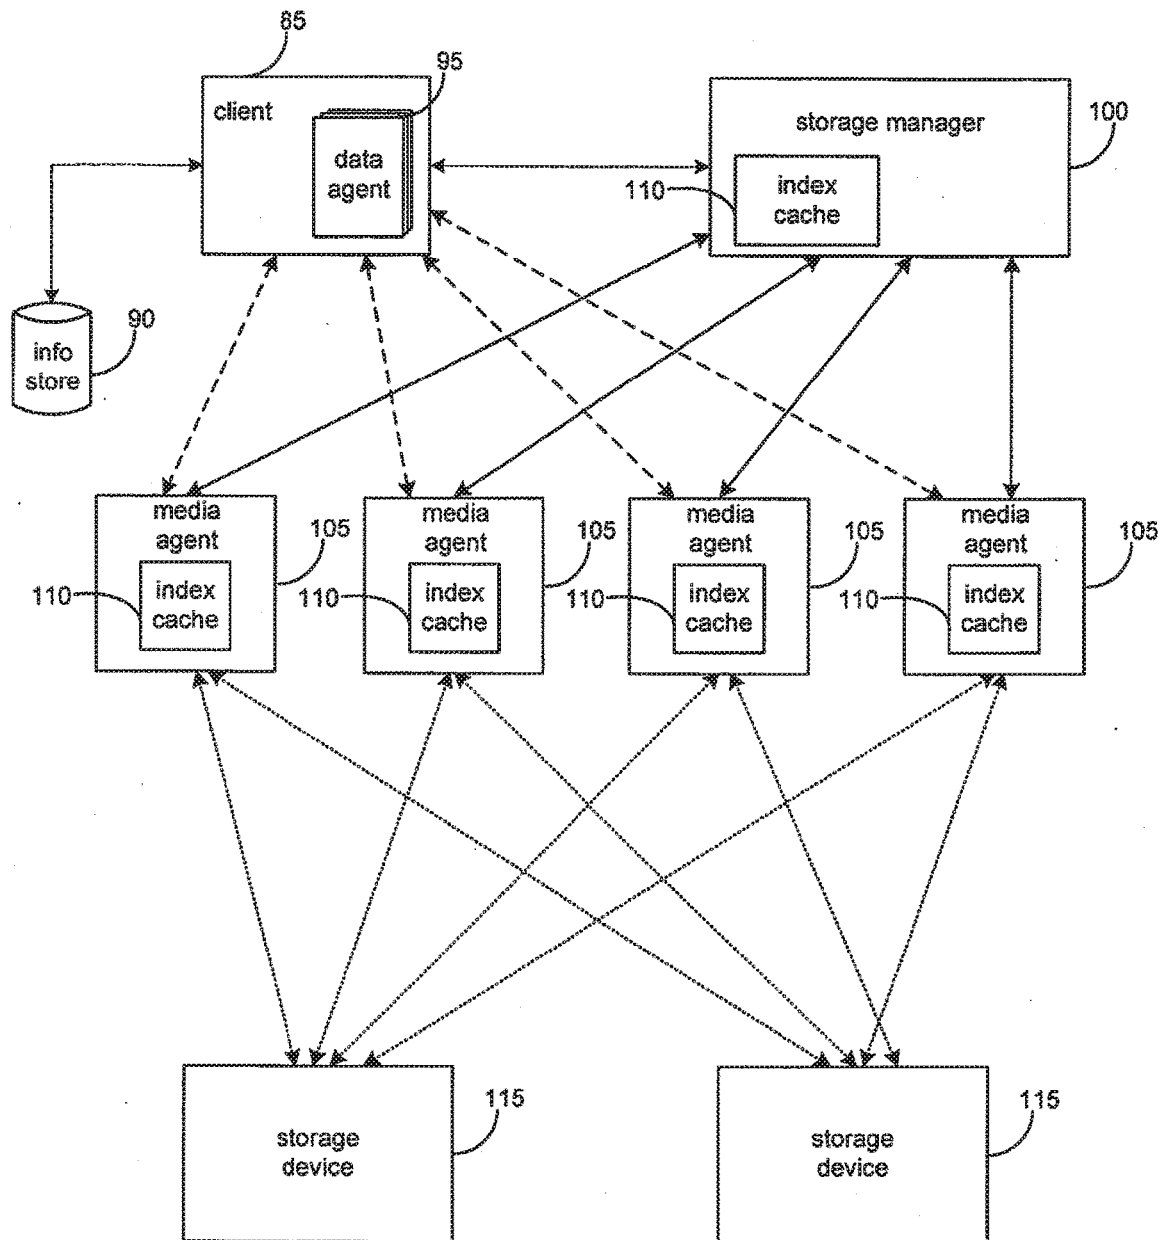 85
95
client
data
agent
storage manager
100
110
index
cache
90
info
store
media
agent
105
110
index
cache
media
agent
105
110
index
cache
media
agent
105
110
index
cache
media
agent
105
110
index
cache
storage
device
115
storage
device
115